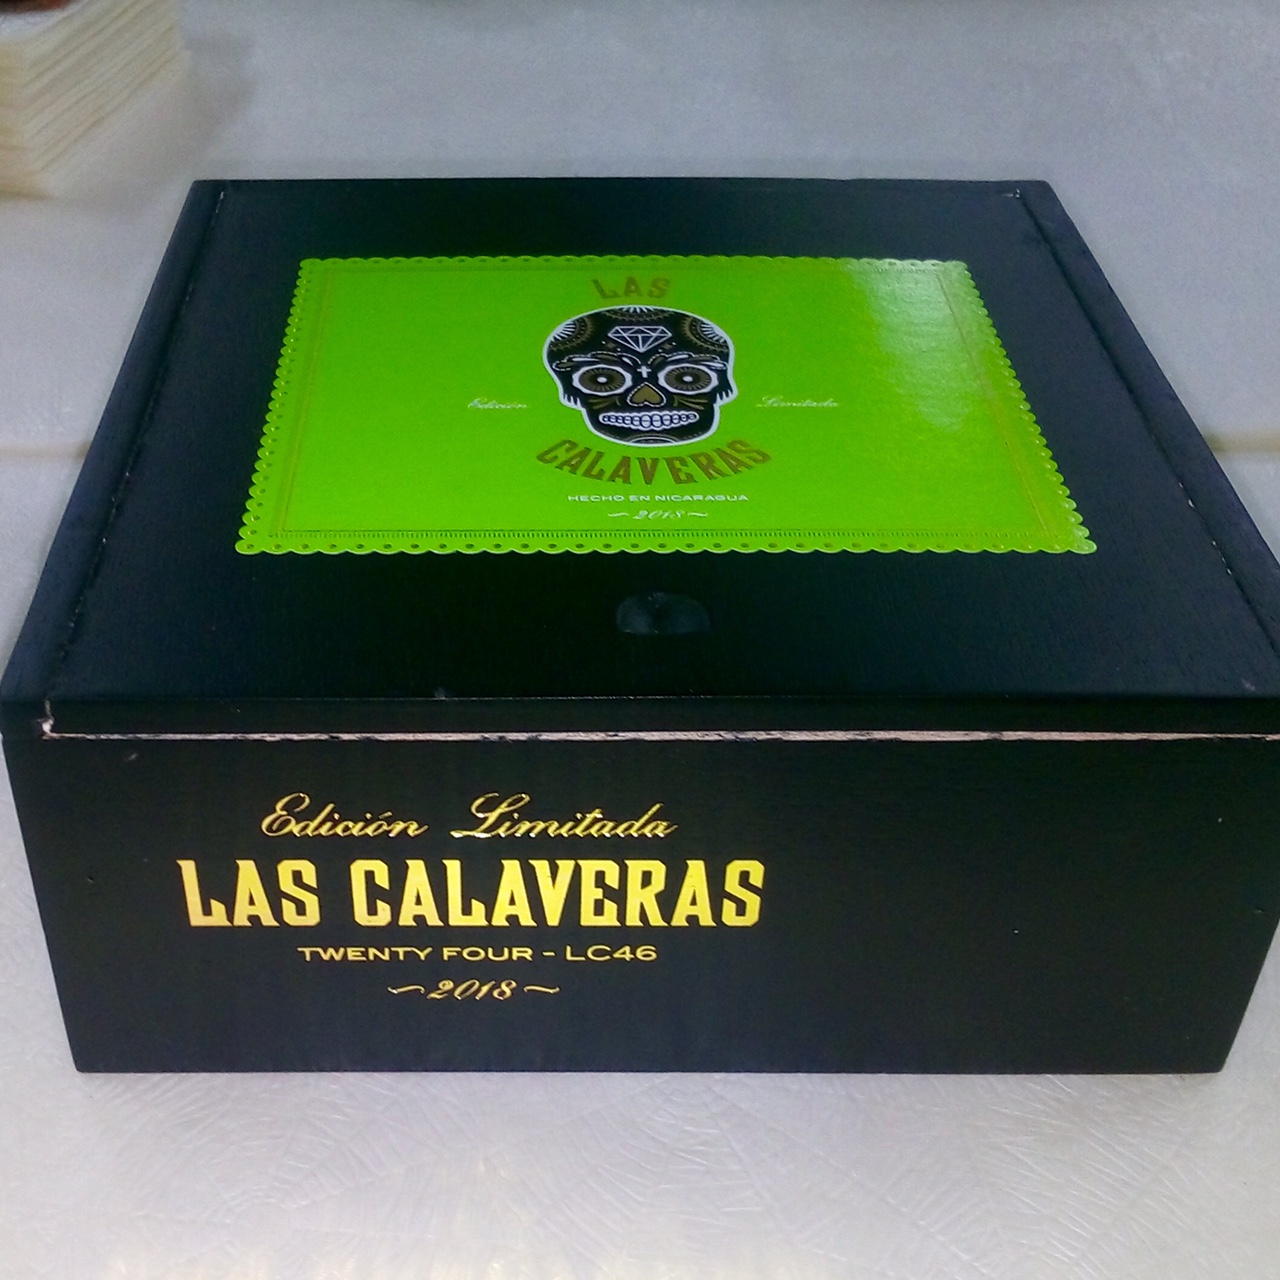 LAS
Edición Limitada
CALAVERAS
HECHO EN NICARAGUA
~2018~
Edición Limitada
LAS CALAVERAS
TWENTY FOUR - LC46
~2018~